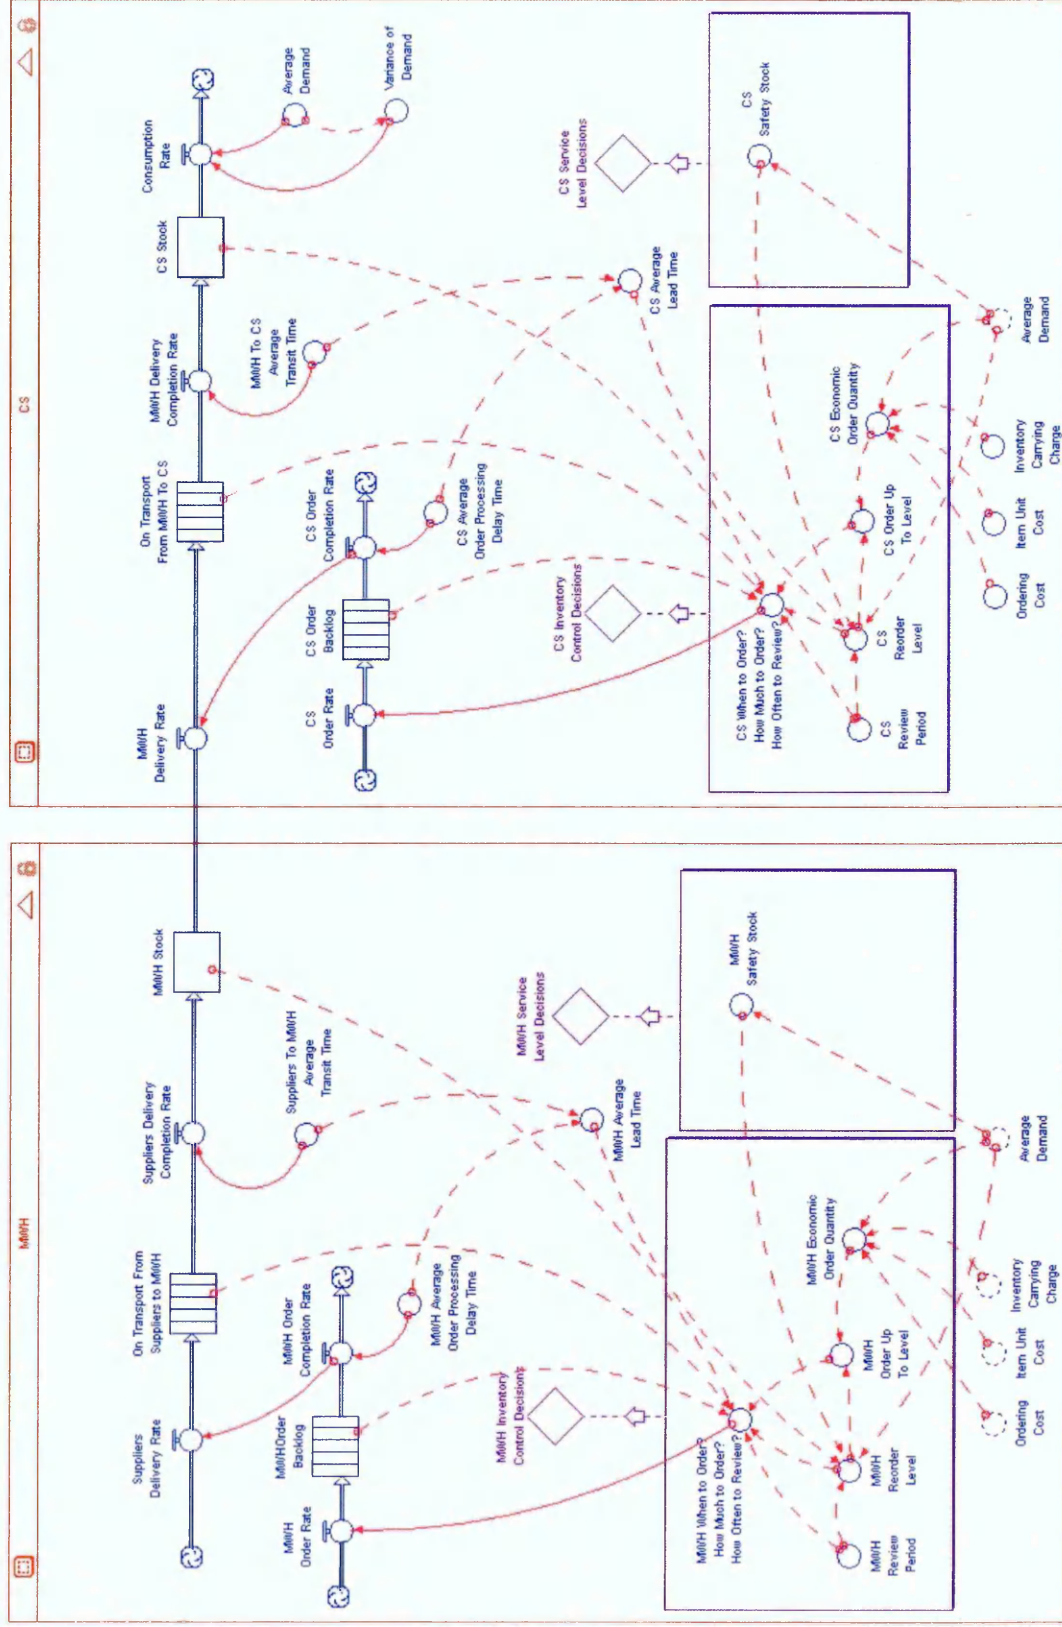 MWH
Suppliers
Delivery Rate
On Transport From
Suppliers to MWH
Suppliers Delivery
Completion Rate
MWH Stock
Suppliers To MWH
Average
Transit Time
MWH
Order Rate
MWHOrder
Backlog
MWH Order
Completion Rate
MWH Average
Order Processing
Delay Time
MWH Inventory
Control Decisions
MWH Service
Level Decisions
MWH Average
Lead Time
MWH When to Order?
How Much to Order?
How Often to Review?
MWH
Safety Stock
MWH
Review
Period
MWH
Reorder
Level
MWH
Order Up
To Level
MWH Economic
Order Quantity
Ordering
Cost
Item Unit
Cost
Inventory
Carrying
Charge
Average
Demand
CS
MWH
Delivery Rate
On Transport
From MWH To CS
MWH Delivery
Completion Rate
CS Stock
Consumption
Rate
Average
Demand
Variance of
Demand
MWH To CS
Average
Transit Time
CS
Order Rate
CS Order
Backlog
CS Order
Completion Rate
CS Average
Order Processing
Delay Time
CS Inventory
Control Decisions
CS Service
Level Decisions
CS Average
Lead Time
CS When to Order?
How Much to Order?
How Often to Review?
CS
Safety Stock
CS
Review
Period
CS
Reorder
Level
CS Order Up
To Level
CS Economic
Order Quantity
Ordering
Cost
Item Unit
Cost
Inventory
Carrying
Charge
Average
Demand